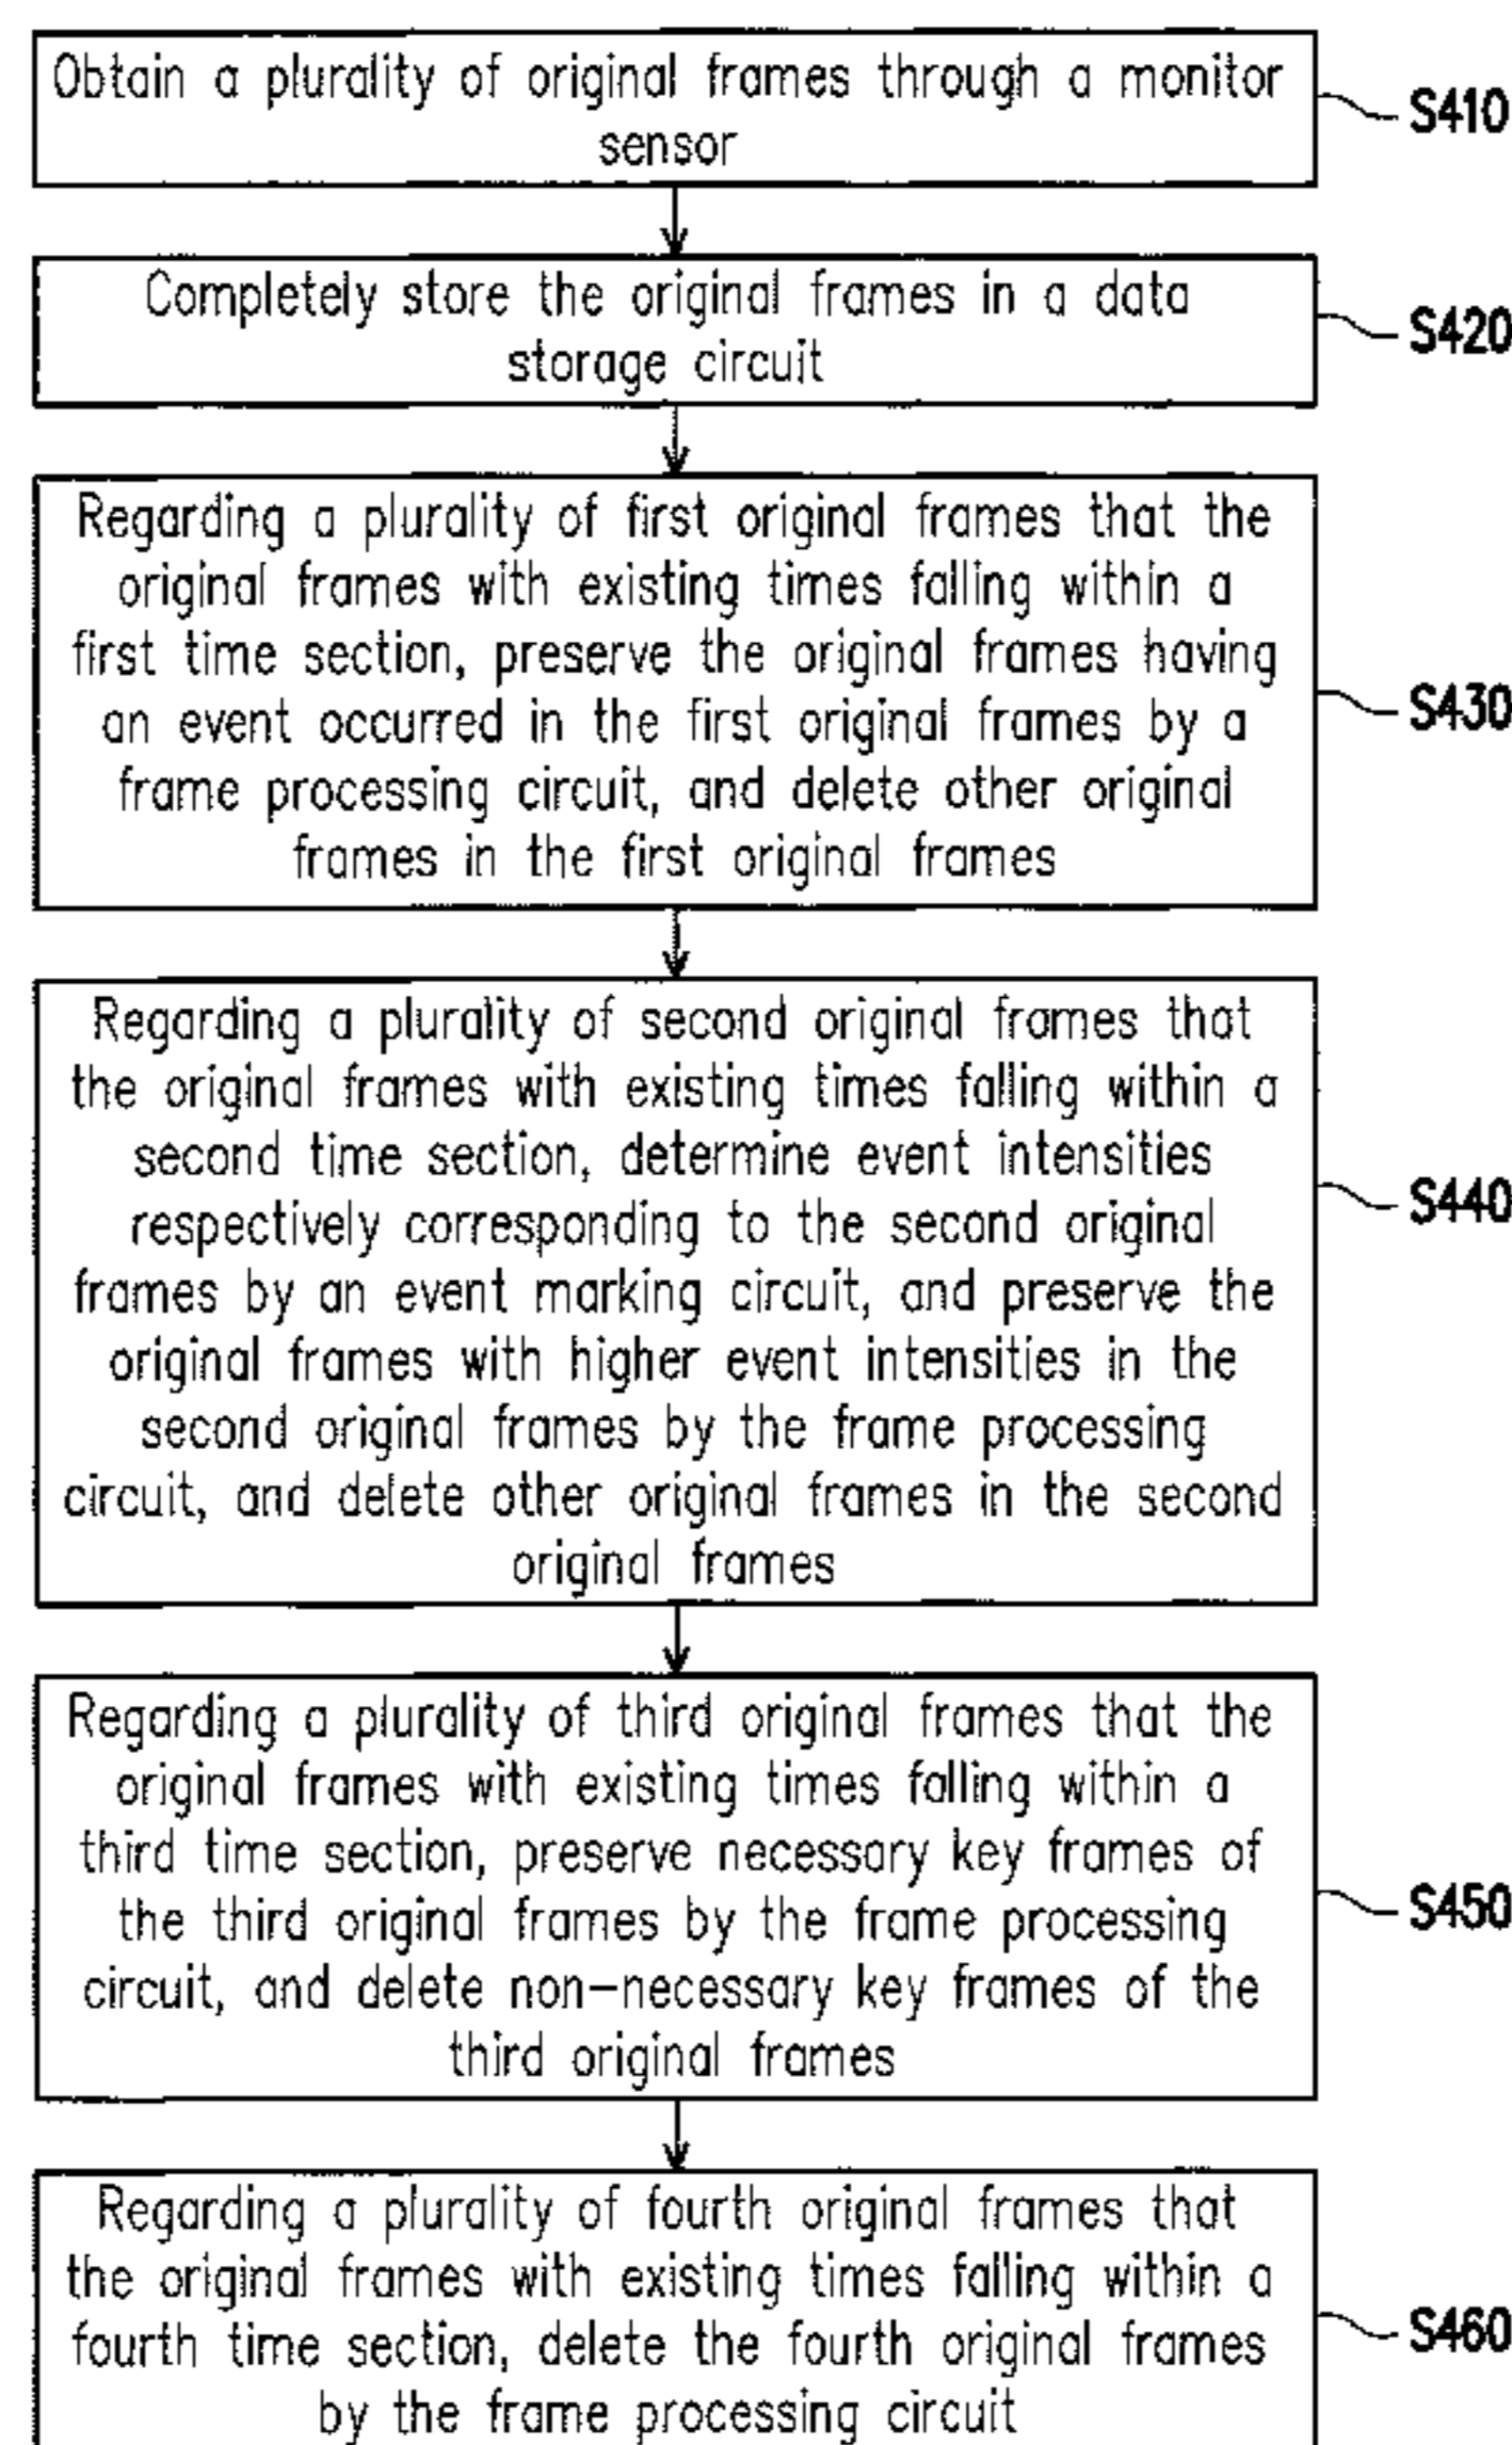 Obtain a plurality of original frames through a monitor
sensor
S410
Completely store the original frames in a data
storage circuit
S420
Regarding a plurality of first original frames that the
original frames with existing times falling within a
first time section, preserve the original frames having
an event occurred in the first original frames by a
frame processing circuit, and delete other original
frames in the first original frames
S430
Regarding a plurality of second original frames that
the original frames with existing times falling within a
second time section, determine event intensities
respectively corresponding to the second original
frames by an event marking circuit, and preserve the
original frames with higher event intensities in the
second original frames by the frame processing
circuit, and delete other original frames in the second
original frames
S440
Regarding a plurality of third original frames that the
original frames with existing times falling within a
third time section, preserve necessary key frames of
the third original frames by the frame processing
circuit, and delete non-necessary key frames of the
third original frames
S450
Regarding a plurality of fourth original frames that
the original frames with existing times falling within a
fourth time section, delete the fourth original frames
by the frame processing circuit
S460